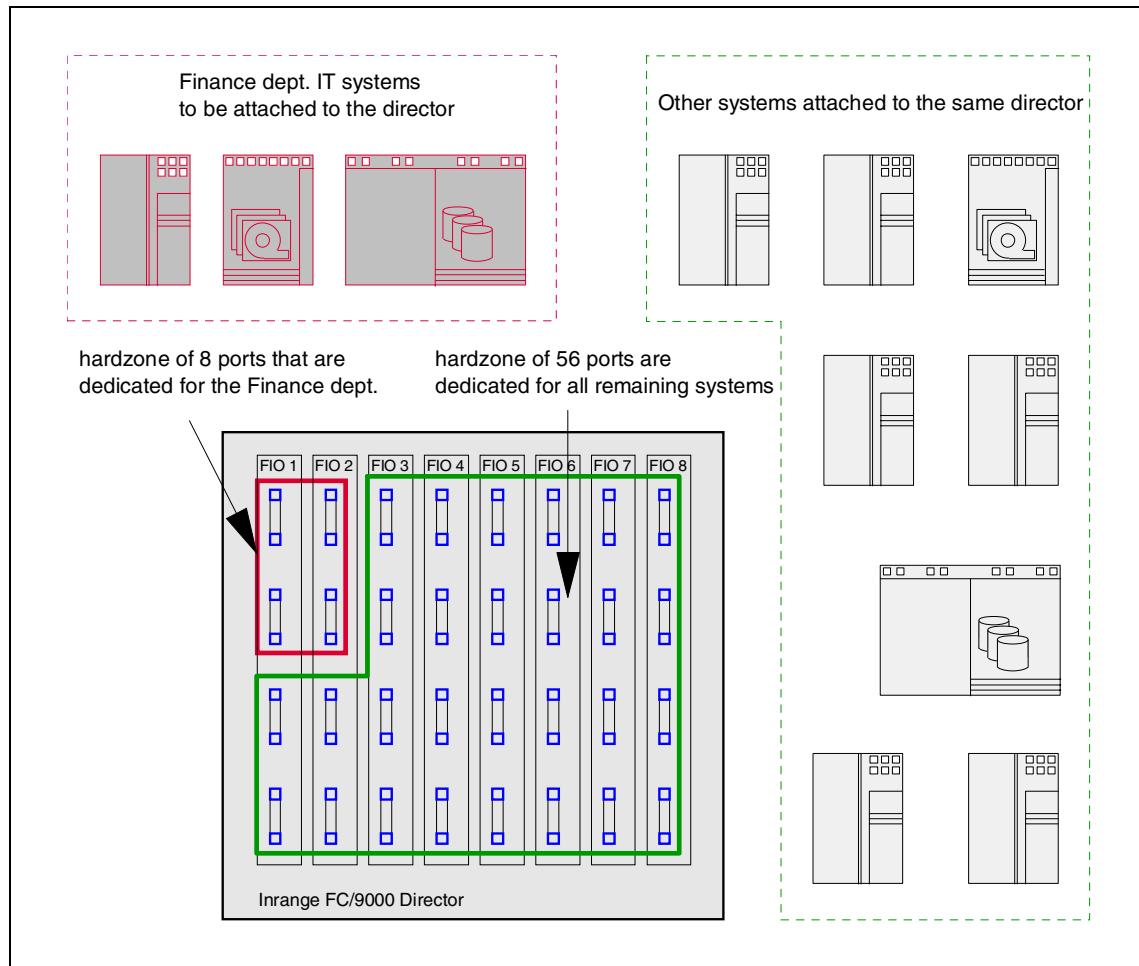 Finance dept. IT systems
to be attached to the director
Other systems attached to the same director
hardzone of 8 ports that are
dedicated for the Finance dept.
hardzone of 56 ports are
dedicated for all remaining systems
FIO 1 FIO 2 FIO 3 FIO 4 FIO 5 FIO 6 FIO 7 FIO 8
Inrange FC/9000 Director